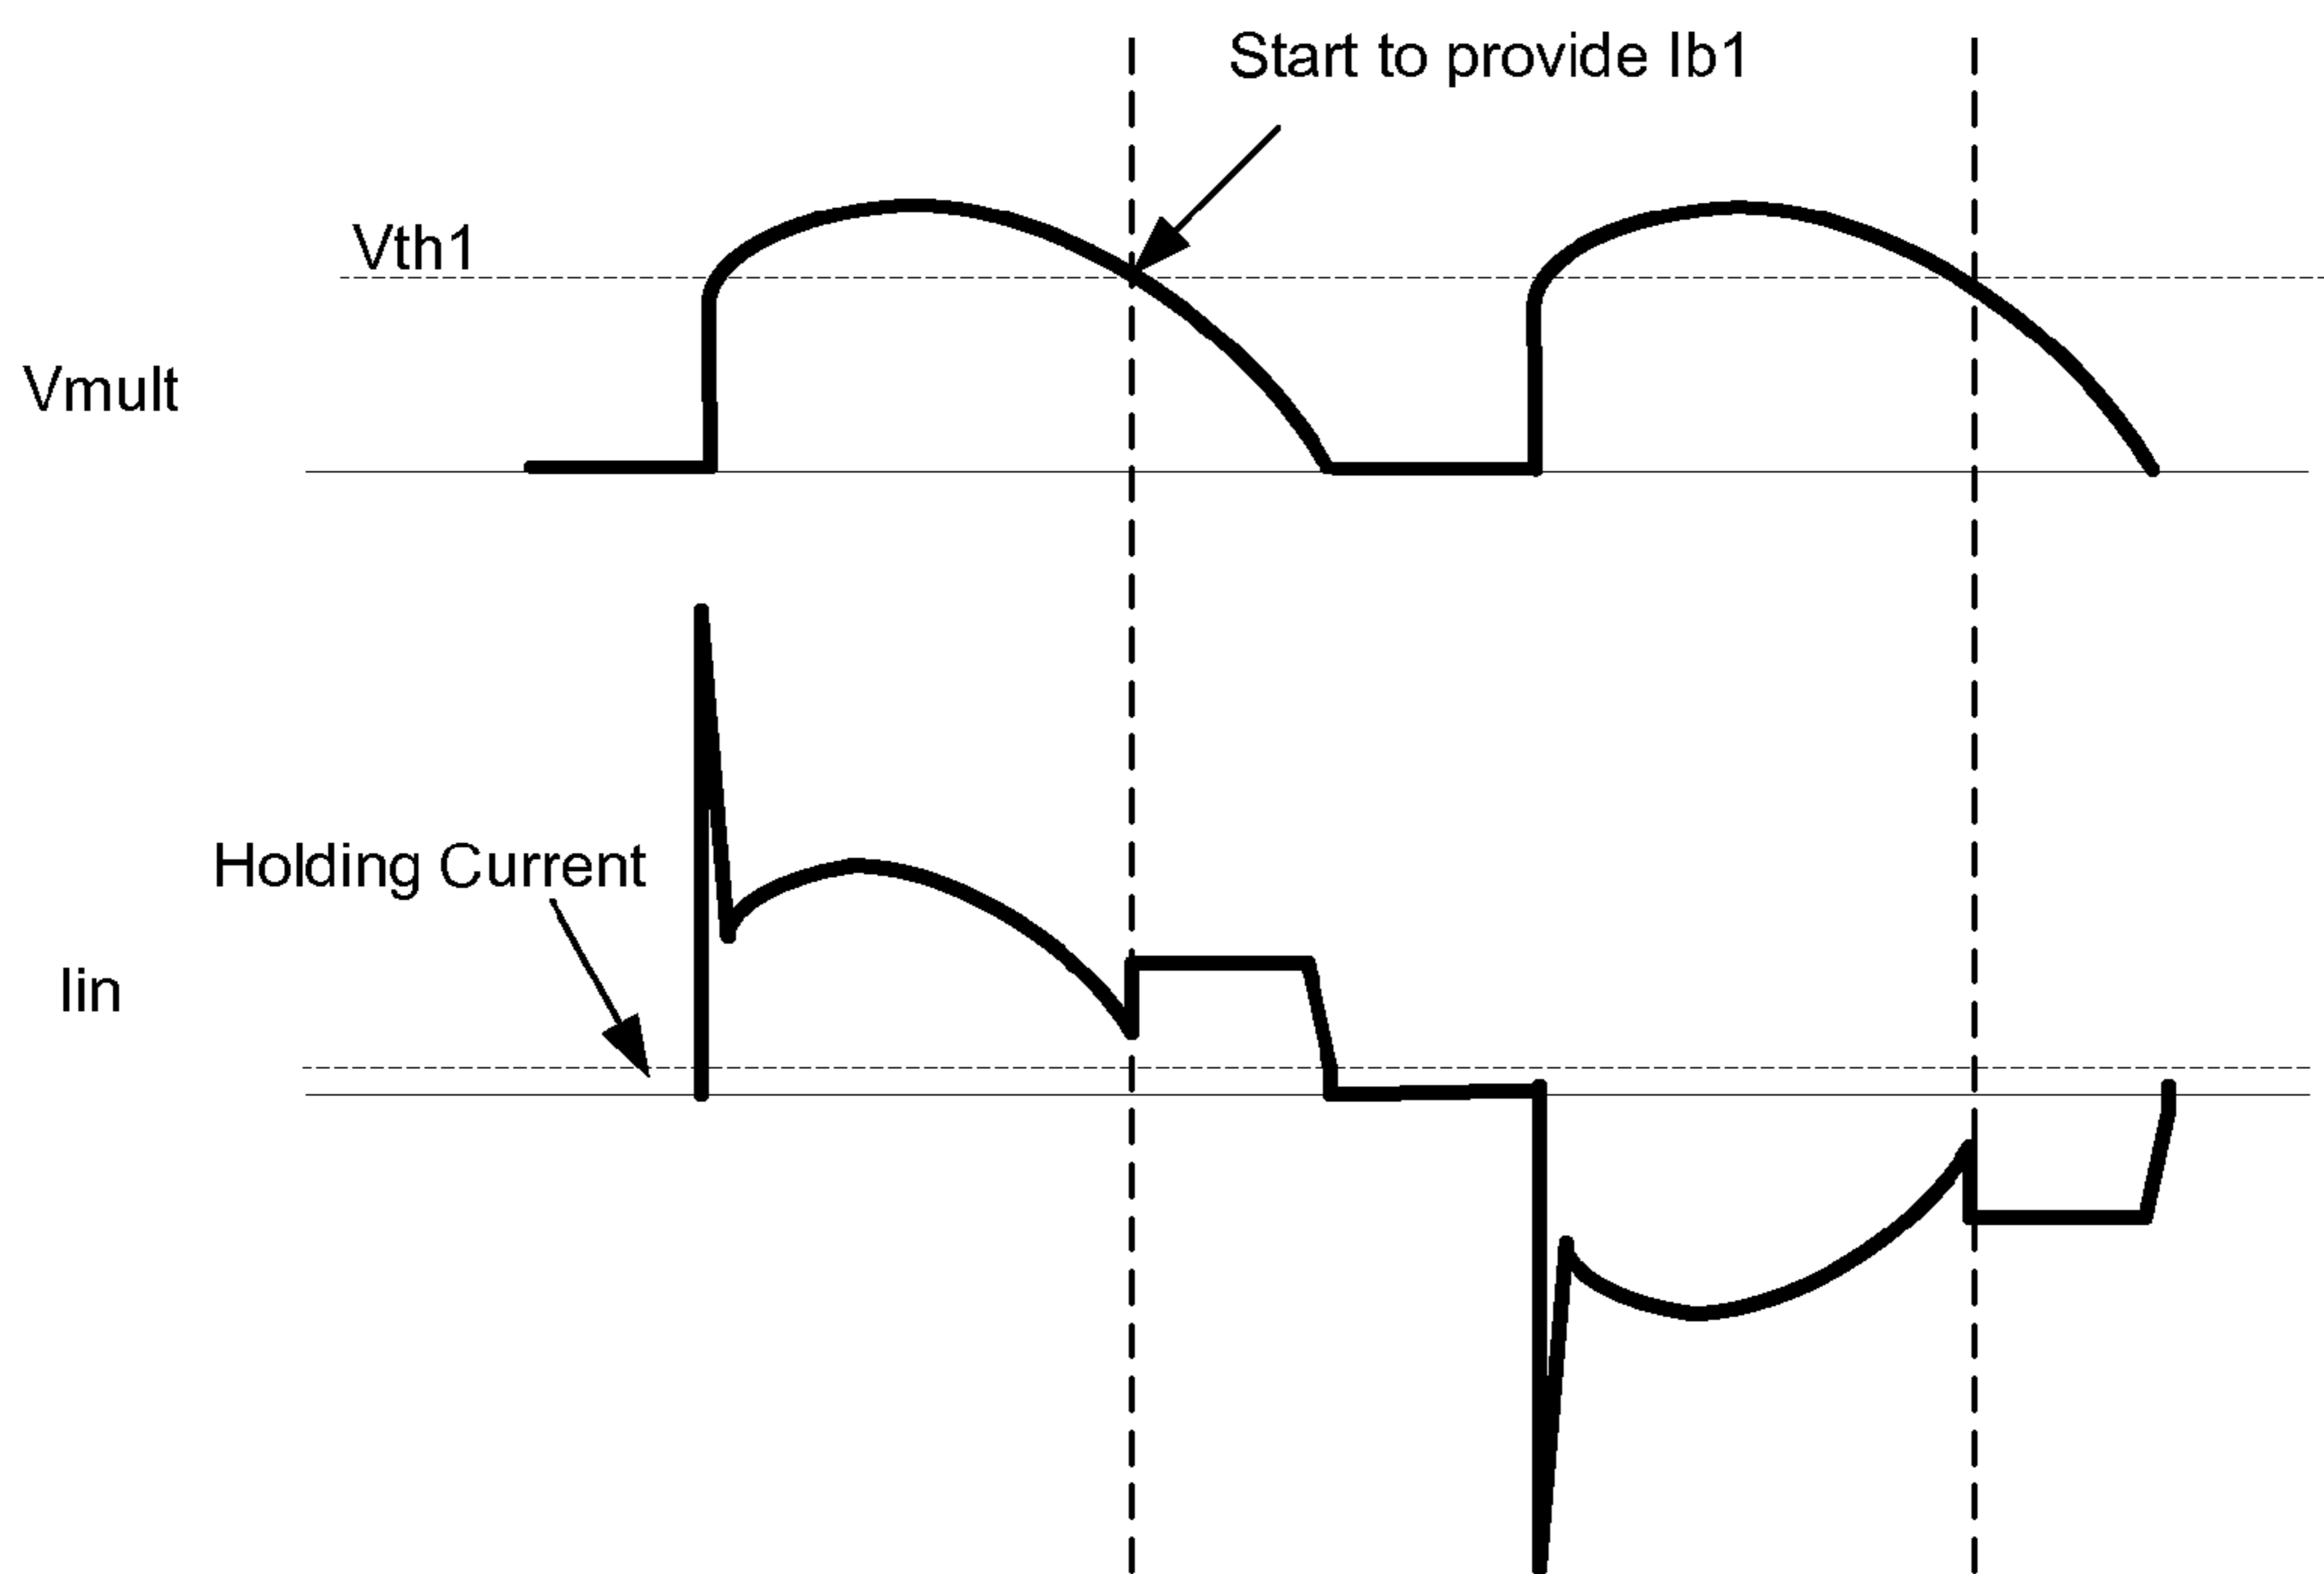 Start to provide Ib1
Vth1
Vmult
Holding Current
Iin